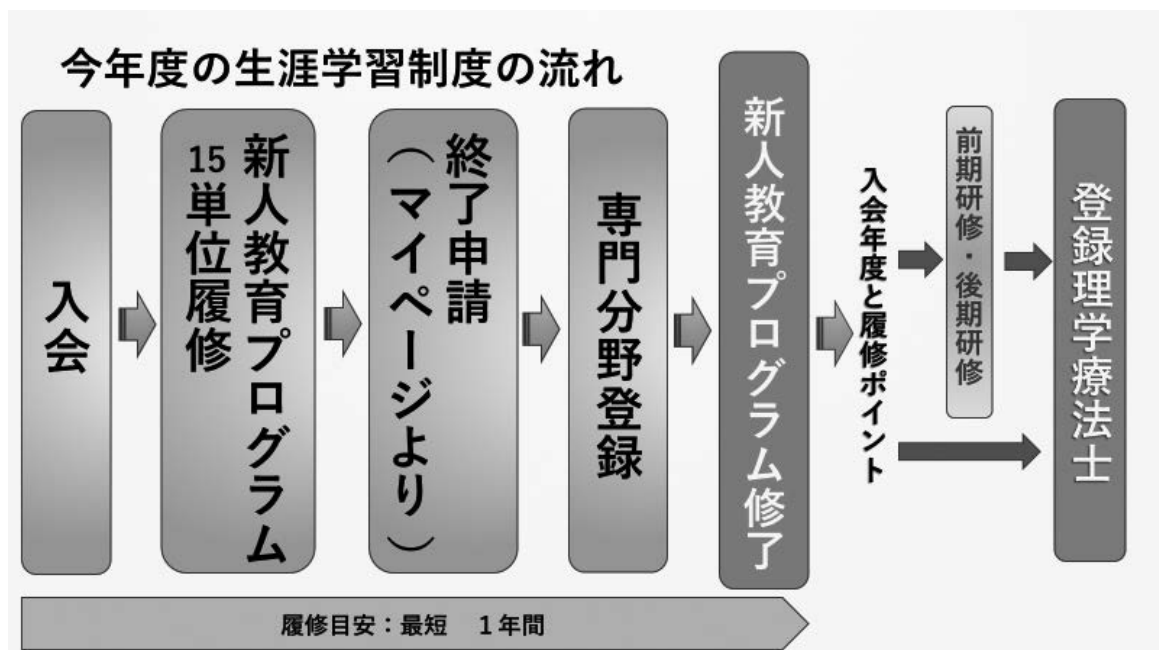 今年度の生涯学習制度の流れ
入会
新人教育プログラム
15単位履修
終了申請
（マイページより）
専門分野登録
新人教育プログラム修了
入会年度と履修ポイント
前期研修・後期研修
登録理学療法士
履修目安：最短　１年間